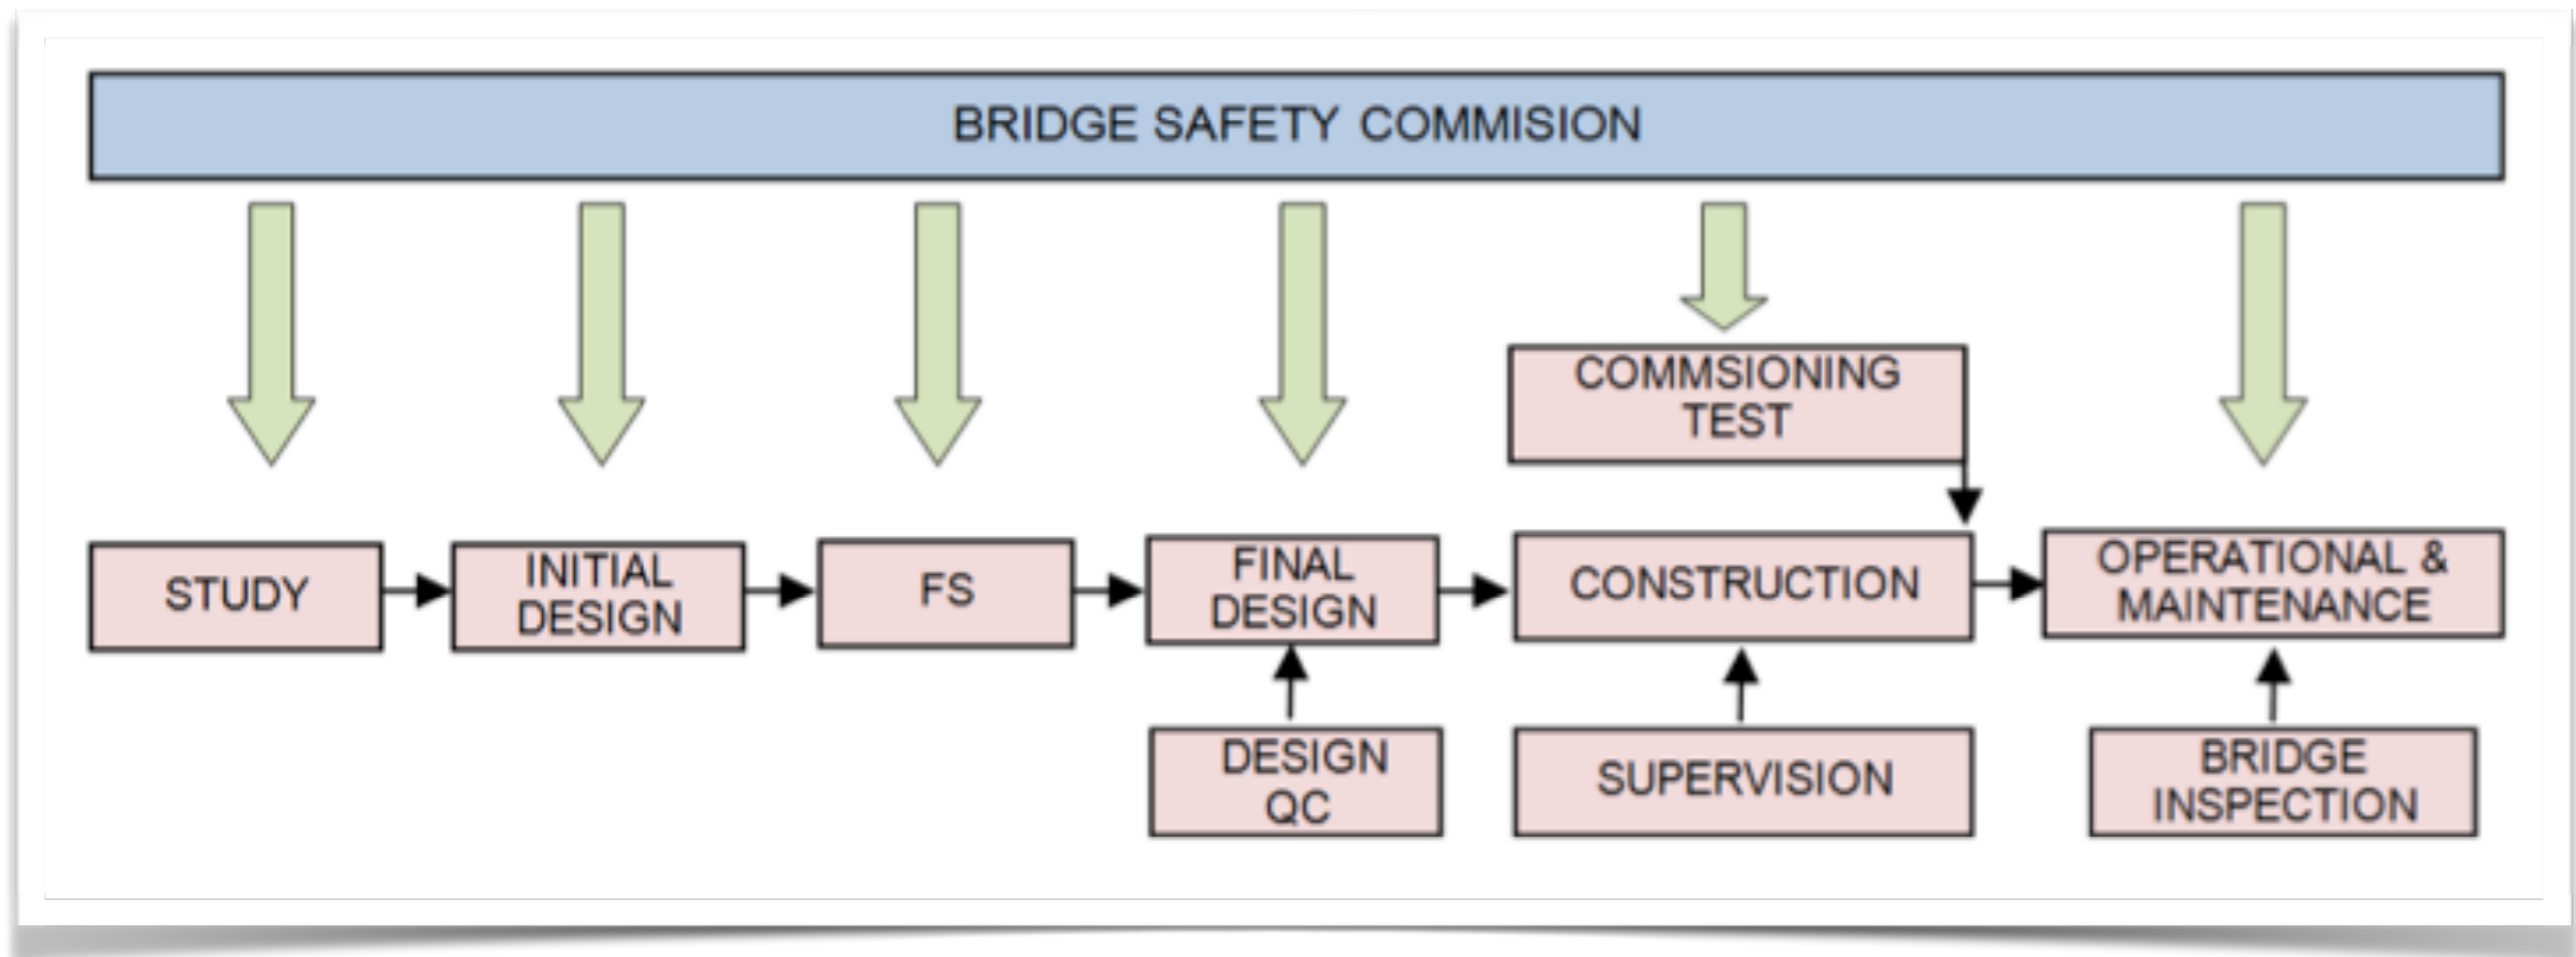 BRIDGE SAFETY COMMISION
COMMSIONING
TEST
STUDY
INITIAL
DESIGN
FS
FINAL
DESIGN
CONSTRUCTION
OPERATIONAL &
MAINTENANCE
DESIGN
QC
SUPERVISION
BRIDGE
INSPECTION